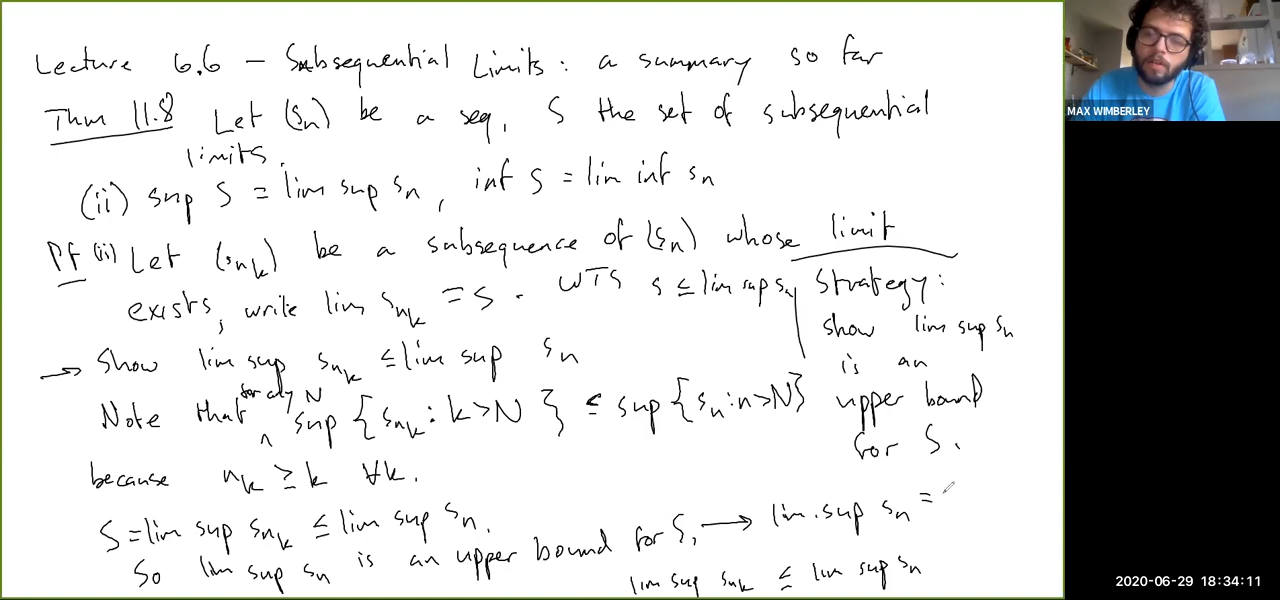 Lecture 6.6 – Subsequential Limits: a summary so far
Thm 11.8 Let (sn) be a seq, S the set of subsequential
limits.
(ii) sup S = lim sup sn, inf S = lim inf sn
Pf (ii) Let (snk) be a subsequence of (sn) whose limit
exists, write lim snk = s. WTS s ≤ lim sup sn
Strategy:
show lim sup sn
is an
upper bound
for S.
→ Show lim sup snk ≤ lim sup sn
Note that for any N sup {snk : k>N} ≤ sup {sn : n>N}
because nk ≥ k ∀k.
s = lim sup snk ≤ lim sup sn.
So lim sup sn is an upper bound for S, → lim sup sn =
lim sup snk ≤ lim sup sn
MAX WIMBERLEY
2020-06-29 18:34:11